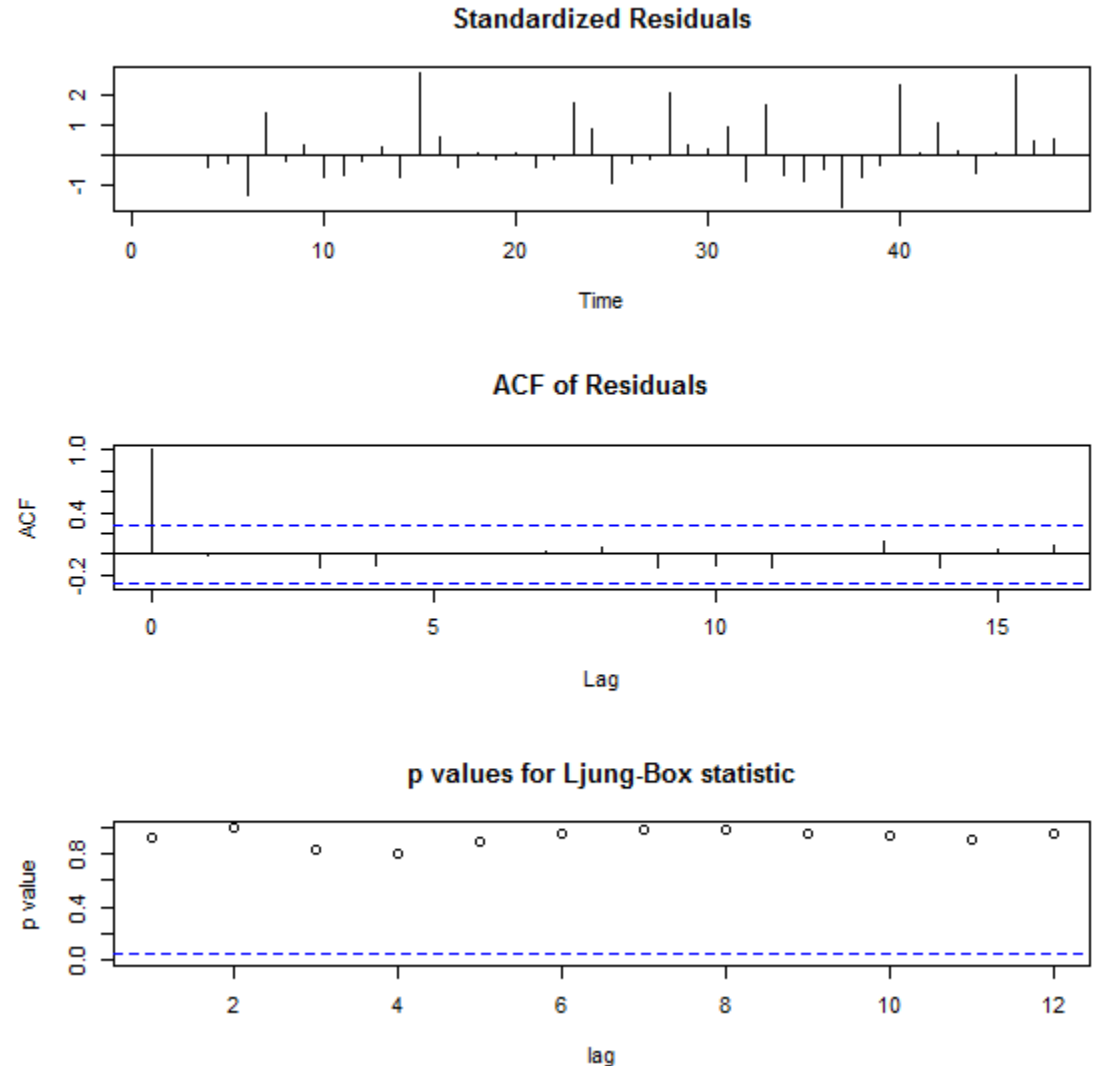 Standardized Residuals
2
1
-1
0 10 20 30 40
Time
ACF of Residuals
1.0
0.4
-0.2
ACF
0 5 10 15
Lag
p values for Ljung-Box statistic
0.8
0.4
0.0
p value
2 4 6 8 10 12
lag